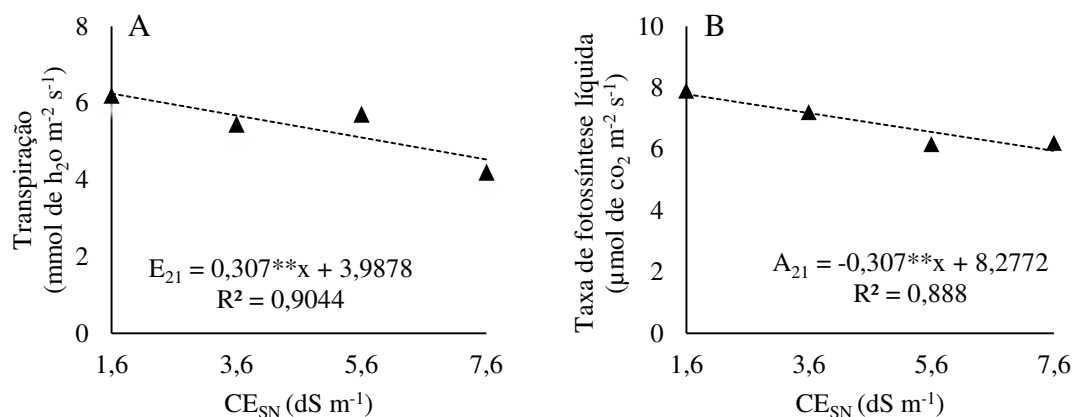 A
Transpiração
(mmol de h₂o m⁻² s⁻¹)
8
6
4
2
0
E₂₁ = 0,307**x + 3,9878
R² = 0,9044
1,6 3,6 5,6 7,6
CE_SN (dS m⁻¹)
B
Taxa de fotossíntese líquida
(µmol de co₂ m⁻² s⁻¹)
10
8
6
4
2
0
A₂₁ = -0,307**x + 8,2772
R² = 0,888
1,6 3,6 5,6 7,6
CE_SN (dS m⁻¹)